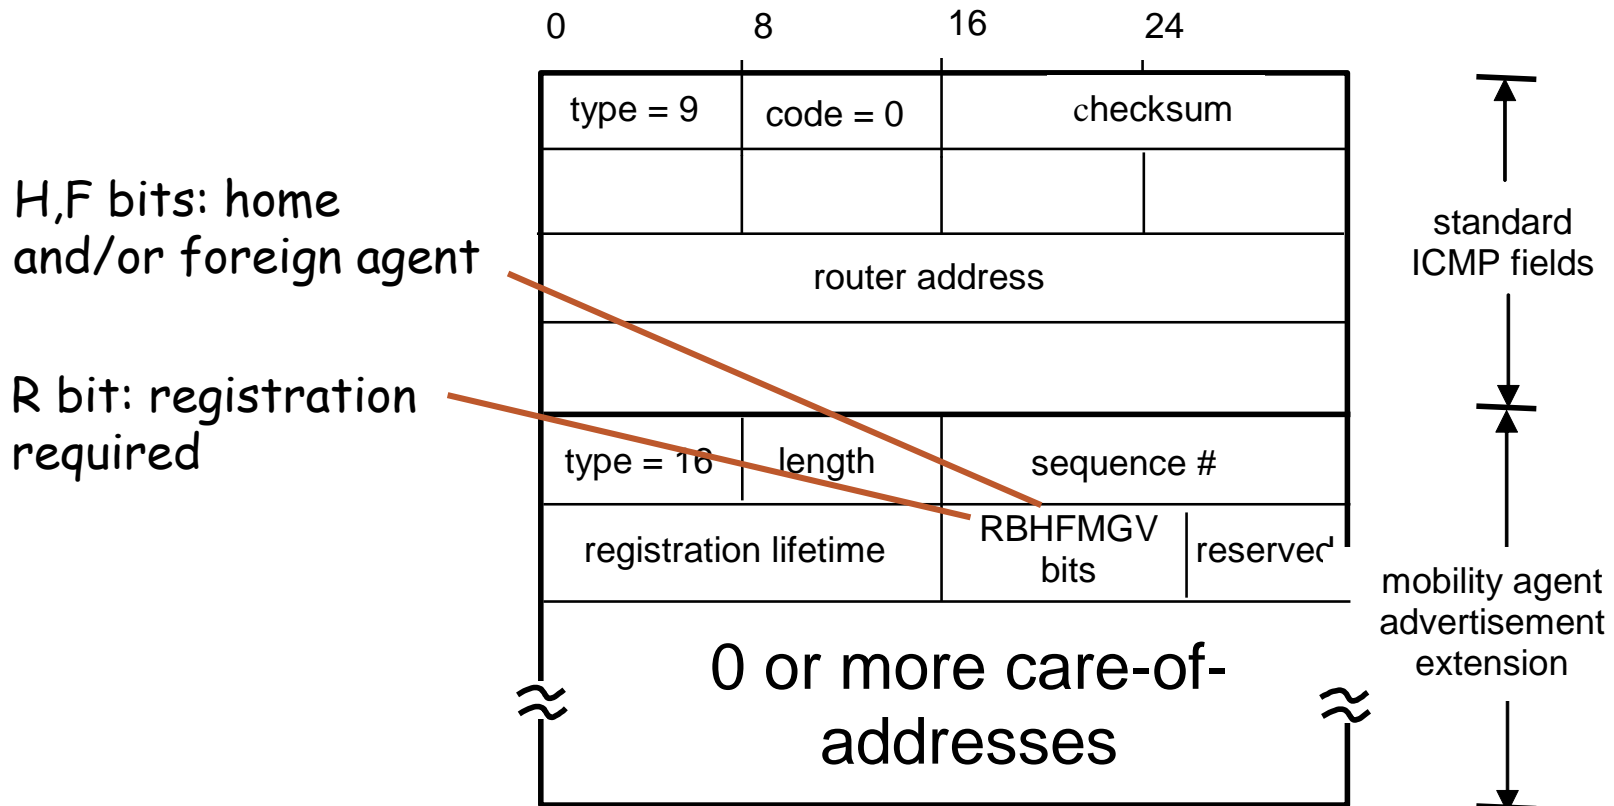 0 8 16 24
type = 9 code = 0 checksum
H,F bits: home
and/or foreign agent
standard
ICMP fields
router address
R bit: registration
required
type = 16 length sequence #
registration lifetime
RBHFMGV
bits
reserved
mobility agent
advertisement
extension
0 or more care-of-
addresses